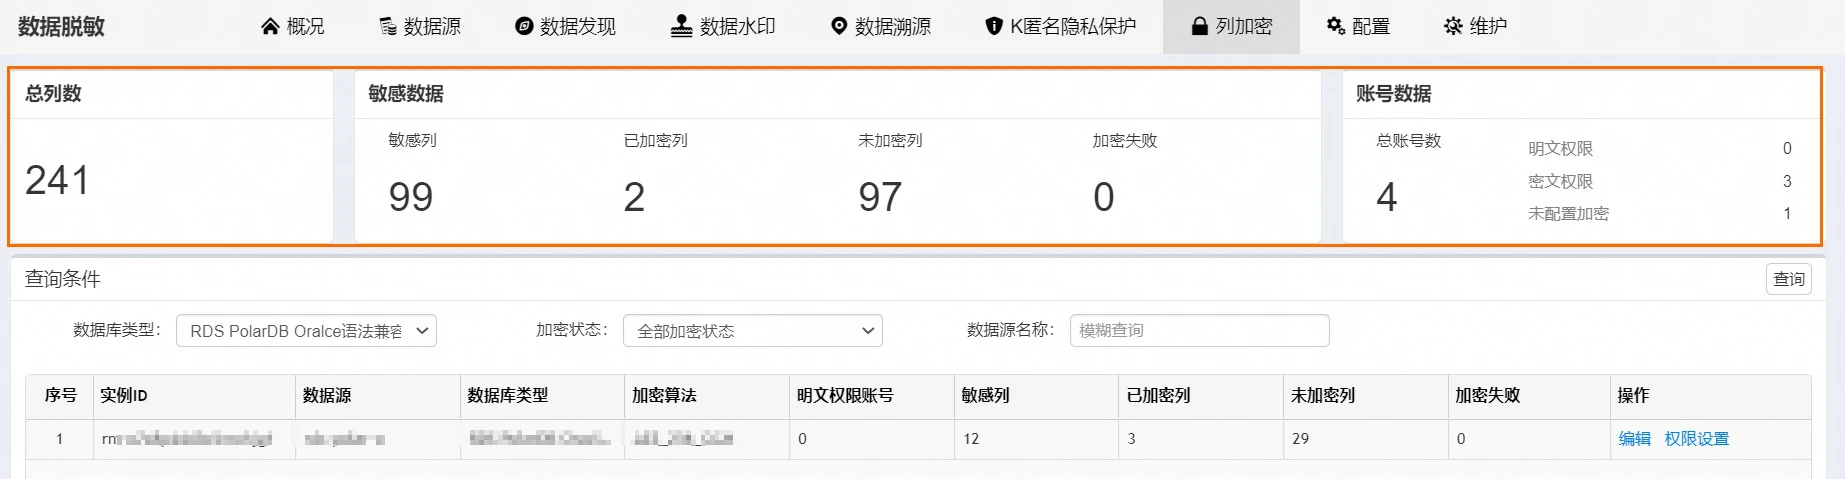 数据脱敏 概况 数据源 数据发现 数据水印 数据溯源 K匿名隐私保护 列加密 配置 维护
总列数 敏感数据 账号数据
敏感列 已加密列 未加密列 加密失败 总账号数 明文权限 0
241 99 2 97 0 4 密文权限 3
未配置加密 1
查询条件 查询
数据库类型： RDS PolarDB Oralce语法兼容 加密状态： 全部加密状态 数据源名称： 模糊查询
序号 实例ID 数据源 数据库类型 加密算法 明文权限账号 敏感列 已加密列 未加密列 加密失败 操作
1 0 12 3 29 0 编辑 权限设置